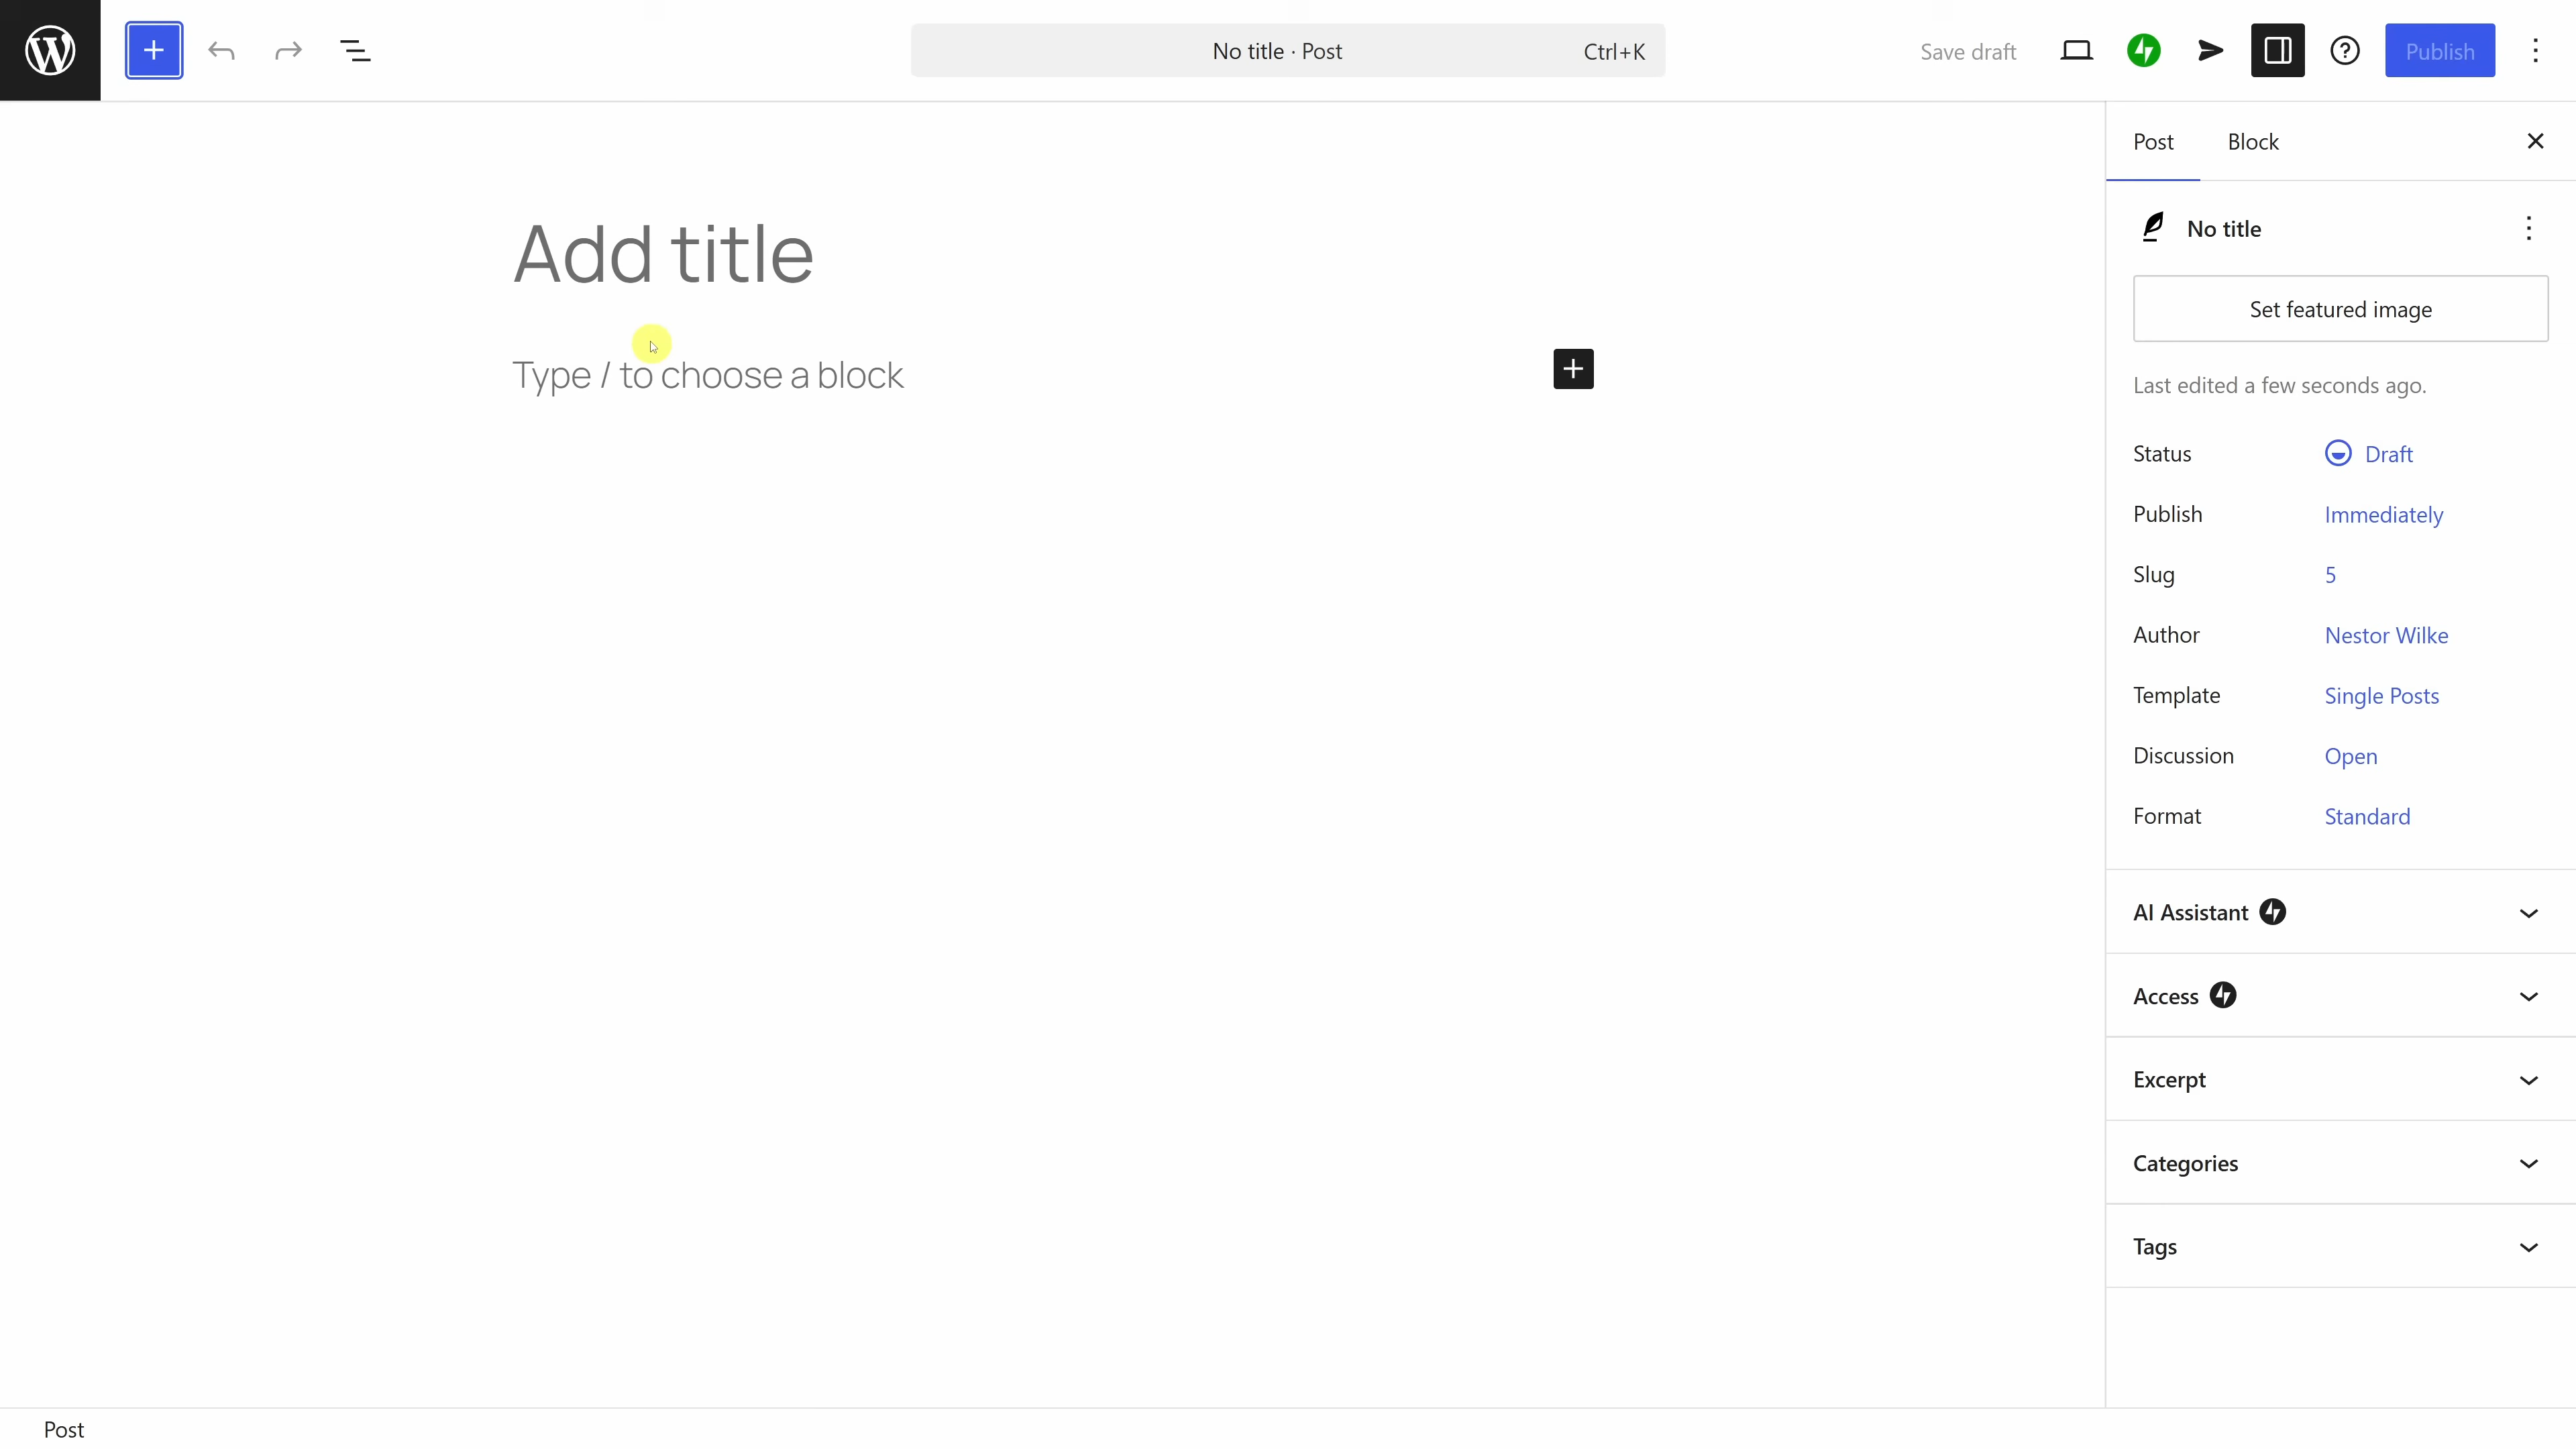 No title · Post Ctrl+K Save draft Publish
Post Block
Add title
Type / to choose a block
No title
Set featured image
Last edited a few seconds ago.
Status Draft
Publish Immediately
Slug 5
Author Nestor Wilke
Template Single Posts
Discussion Open
Format Standard
AI Assistant
Access
Excerpt
Categories
Tags
Post